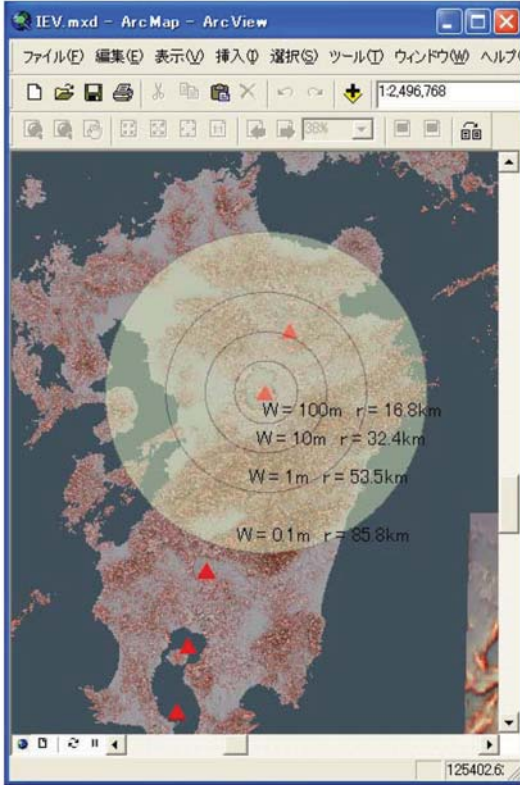 IEV.mxd - ArcMap - ArcView
ファイル(F) 編集(E) 表示(V) 挿入(I) 選択(S) ツール(T) ウィンドウ(W) ヘルプ(
1:2,496,768
1:1
38%
W = 100m r = 16.8km
W = 10m r = 32.4km
W = 1m r = 53.5km
W = 0.1m r = 85.8km
125402.6